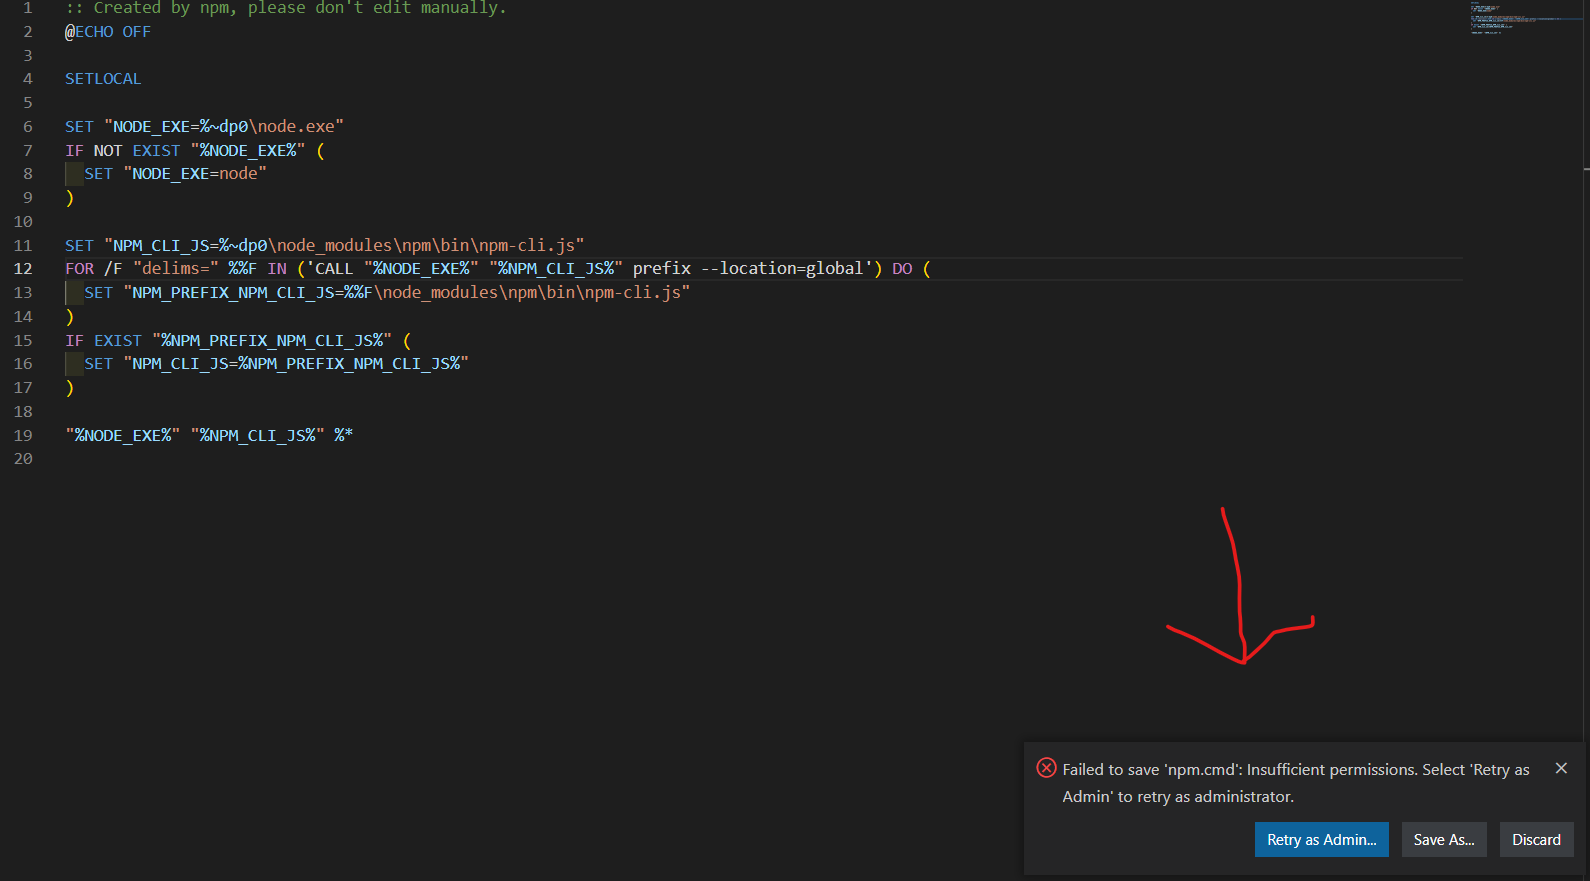 1 :: Created by npm, please don't edit manually.
2 @ECHO OFF
3
4 SETLOCAL
5
6 SET "NODE_EXE=%~dp0\node.exe"
7 IF NOT EXIST "%NODE_EXE%" (
8 SET "NODE_EXE=node"
9 )
10
11 SET "NPM_CLI_JS=%~dp0\node_modules\npm\bin\npm-cli.js"
12 FOR /F "delims=" %%F IN ('CALL "%NODE_EXE%" "%NPM_CLI_JS%" prefix --location=global') DO (
13 SET "NPM_PREFIX_NPM_CLI_JS=%%F\node_modules\npm\bin\npm-cli.js"
14 )
15 IF EXIST "%NPM_PREFIX_NPM_CLI_JS%" (
16 SET "NPM_CLI_JS=%NPM_PREFIX_NPM_CLI_JS%"
17 )
18
19 "%NODE_EXE%" "%NPM_CLI_JS%" %*
20
Failed to save 'npm.cmd': Insufficient permissions. Select 'Retry as
Admin' to retry as administrator.
Retry as Admin... Save As... Discard